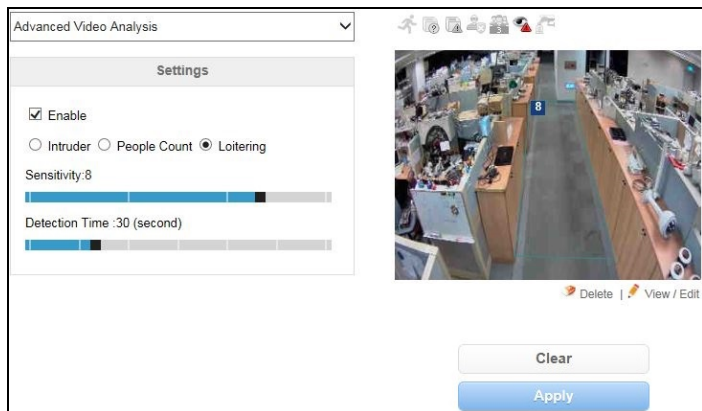 Advanced Video Analysis
Settings
Enable
Intruder People Count Loitering
Sensitivity:8
Detection Time :30 (second)
8
Delete | View / Edit
Clear
Apply